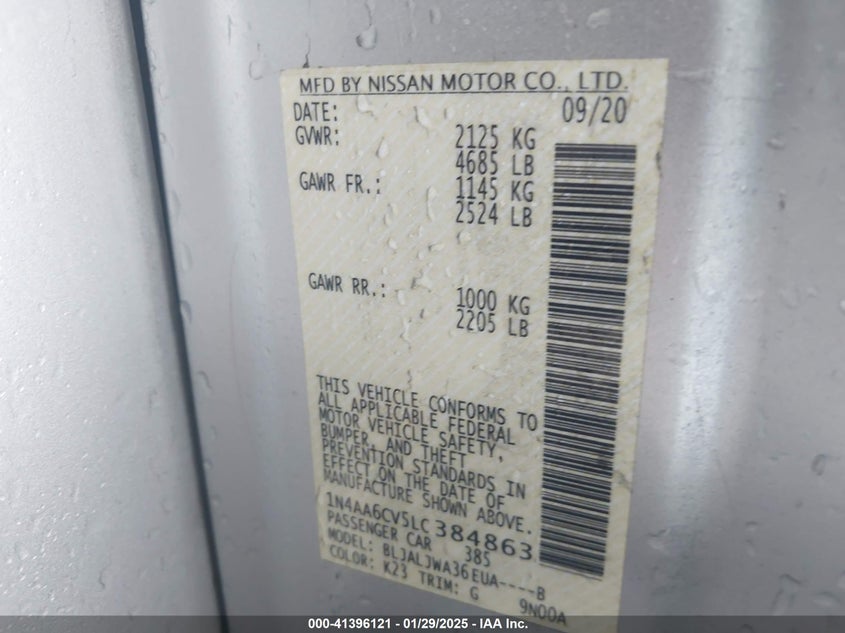 MFD BY NISSAN MOTOR CO., LTD.
DATE: 09/20
GVWR: 2125 KG
4685 LB
GAWR FR.: 1145 KG
2524 LB
GAWR RR.: 1000 KG
2205 LB
THIS VEHICLE CONFORMS TO
ALL APPLICABLE FEDERAL
MOTOR VEHICLE SAFETY,
BUMPER, AND THEFT
PREVENTION STANDARDS IN
EFFECT ON THE DATE OF
MANUFACTURE SHOWN ABOVE.
1N4AA6CV5LC384863
PASSENGER CAR 385
MODEL: BLJALJWA36EUA----B
COLOR: K23 TRIM: G 9N00A
000-41396121 - 01/29/2025 - IAA Inc.